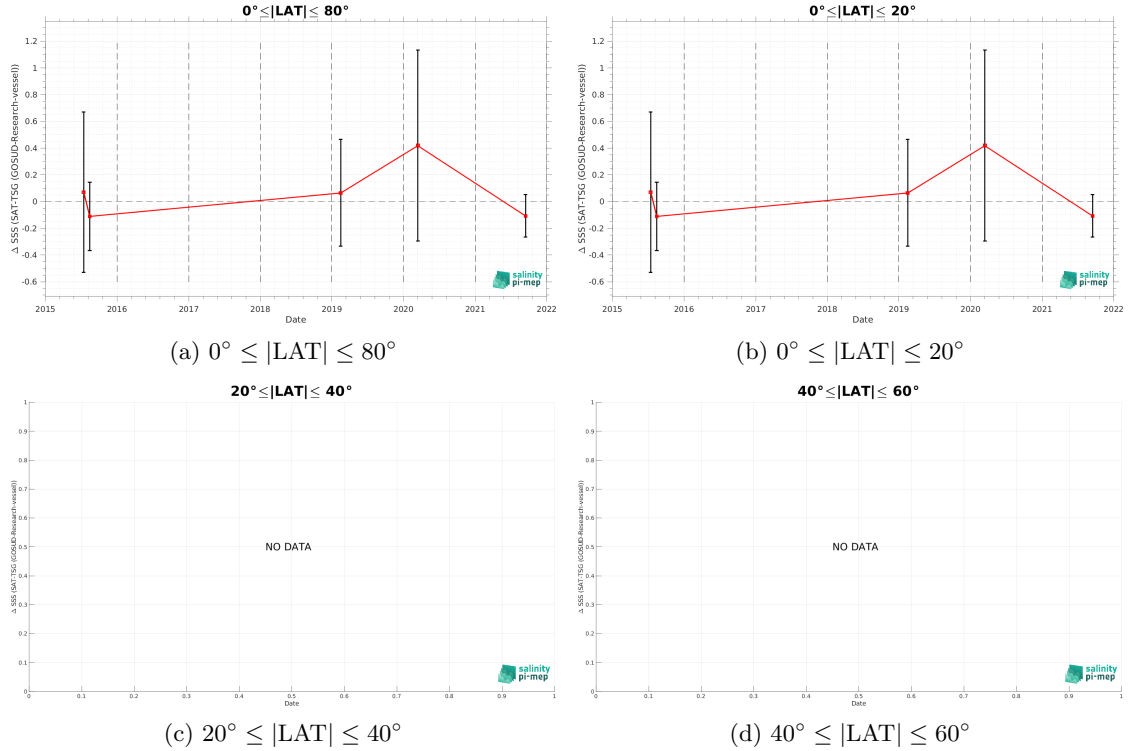 0°≤|LAT|≤ 80°
Δ SSS (SAT-TSG (GOSUD-Research-vessel))
1.2
1
0.8
0.6
0.4
0.2
0
-0.2
-0.4
-0.6
2015 2016 2017 2018 2019 2020 2021 2022
Date
salinity
pi-mep
(a) 0° ≤ |LAT| ≤ 80°
0°≤|LAT|≤ 20°
Δ SSS (SAT-TSG (GOSUD-Research-vessel))
1.2
1
0.8
0.6
0.4
0.2
0
-0.2
-0.4
-0.6
2015 2016 2017 2018 2019 2020 2021 2022
Date
salinity
pi-mep
(b) 0° ≤ |LAT| ≤ 20°
20°≤|LAT|≤ 40°
Δ SSS (SAT-TSG (GOSUD-Research-vessel))
1
0.9
0.8
0.7
0.6
0.5
0.4
0.3
0.2
0.1
0
NO DATA
0 0.1 0.2 0.3 0.4 0.5 0.6 0.7 0.8 0.9 1
Date
salinity
pi-mep
(c) 20° ≤ |LAT| ≤ 40°
40°≤|LAT|≤ 60°
Δ SSS (SAT-TSG (GOSUD-Research-vessel))
1
0.9
0.8
0.7
0.6
0.5
0.4
0.3
0.2
0.1
0
NO DATA
0 0.1 0.2 0.3 0.4 0.5 0.6 0.7 0.8 0.9 1
Date
salinity
pi-mep
(d) 40° ≤ |LAT| ≤ 60°